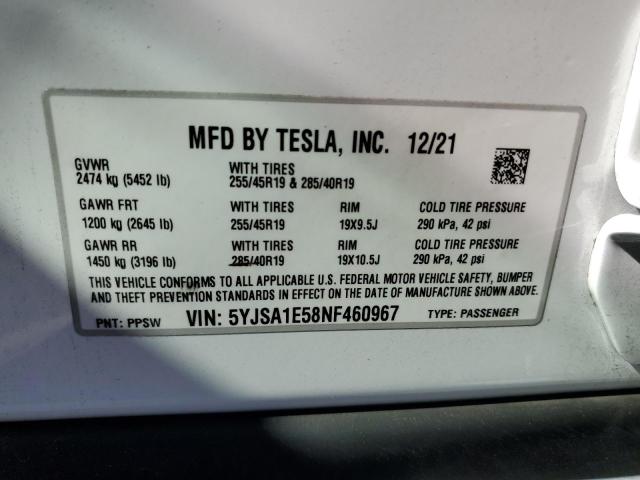 MFD BY TESLA, INC. 12/21
GVWR WITH TIRES
2474 kg (5452 lb) 255/45R19 & 285/40R19
GAWR FRT WITH TIRES RIM COLD TIRE PRESSURE
1200 kg (2645 lb) 255/45R19 19X9.5J 290 kPa, 42 psi
GAWR RR WITH TIRES RIM COLD TIRE PRESSURE
1450 kg (3196 lb) 285/40R19 19X10.5J 290 kPa, 42 psi
THIS VEHICLE CONFORMS TO ALL APPLICABLE U.S. FEDERAL MOTOR VEHICLE SAFETY, BUMPER
AND THEFT PREVENTION STANDARDS IN EFFECT ON THE DATE OF MANUFACTURE SHOWN ABOVE.
PNT: PPSW VIN: 5YJSA1E58NF460967 TYPE: PASSENGER